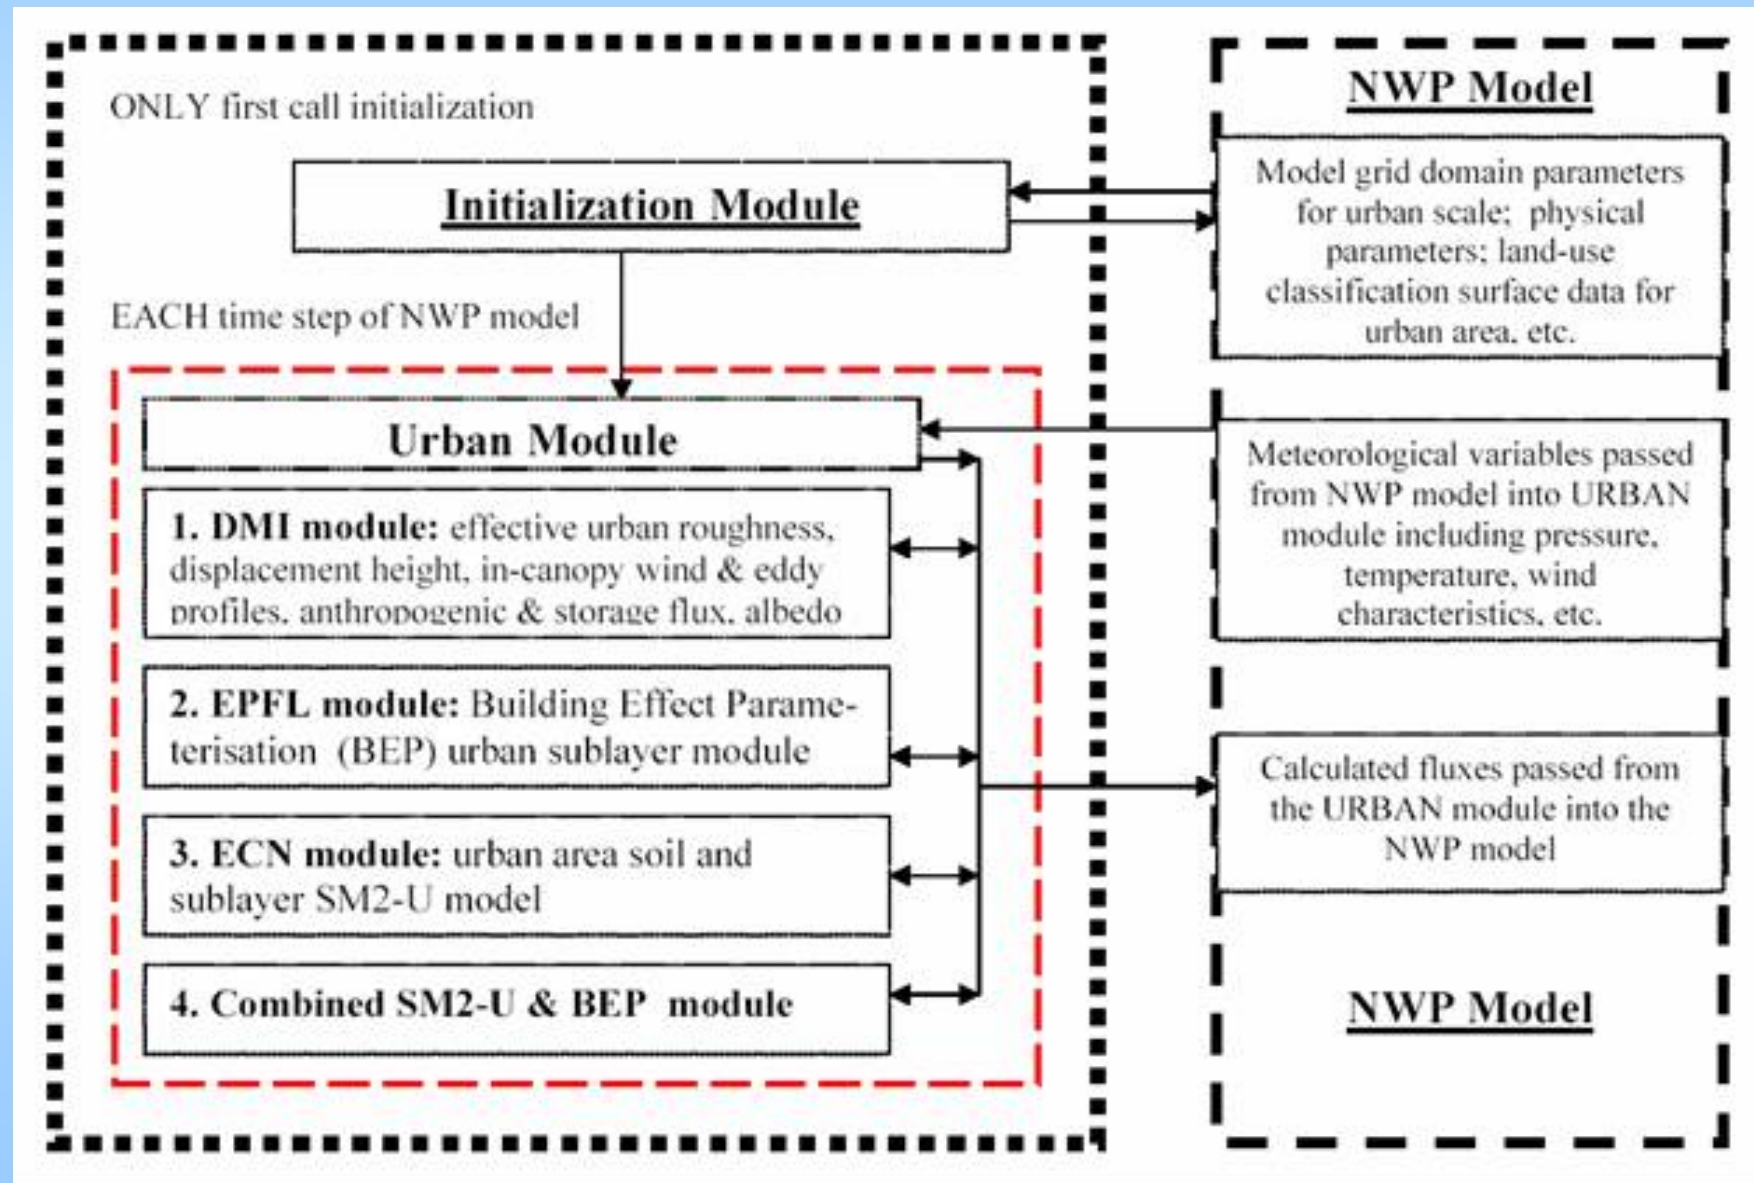 ONLY first call initialization
Initialization Module
EACH time step of NWP model
Urban Module
1. DMI module: effective urban roughness,
displacement height, in-canopy wind & eddy
profiles, anthropogenic & storage flux, albedo
2. EPFL module: Building Effect Parame-
terisation (BEP) urban sublayer module
3. ECN module: urban area soil and
sublayer SM2-U model
4. Combined SM2-U & BEP module
NWP Model
Model grid domain parameters
for urban scale; physical
parameters; land-use
classification surface data for
urban area, etc.
Meteorological variables passed
from NWP model into URBAN
module including pressure,
temperature, wind
characteristics, etc.
Calculated fluxes passed from
the URBAN module into the
NWP model
NWP Model